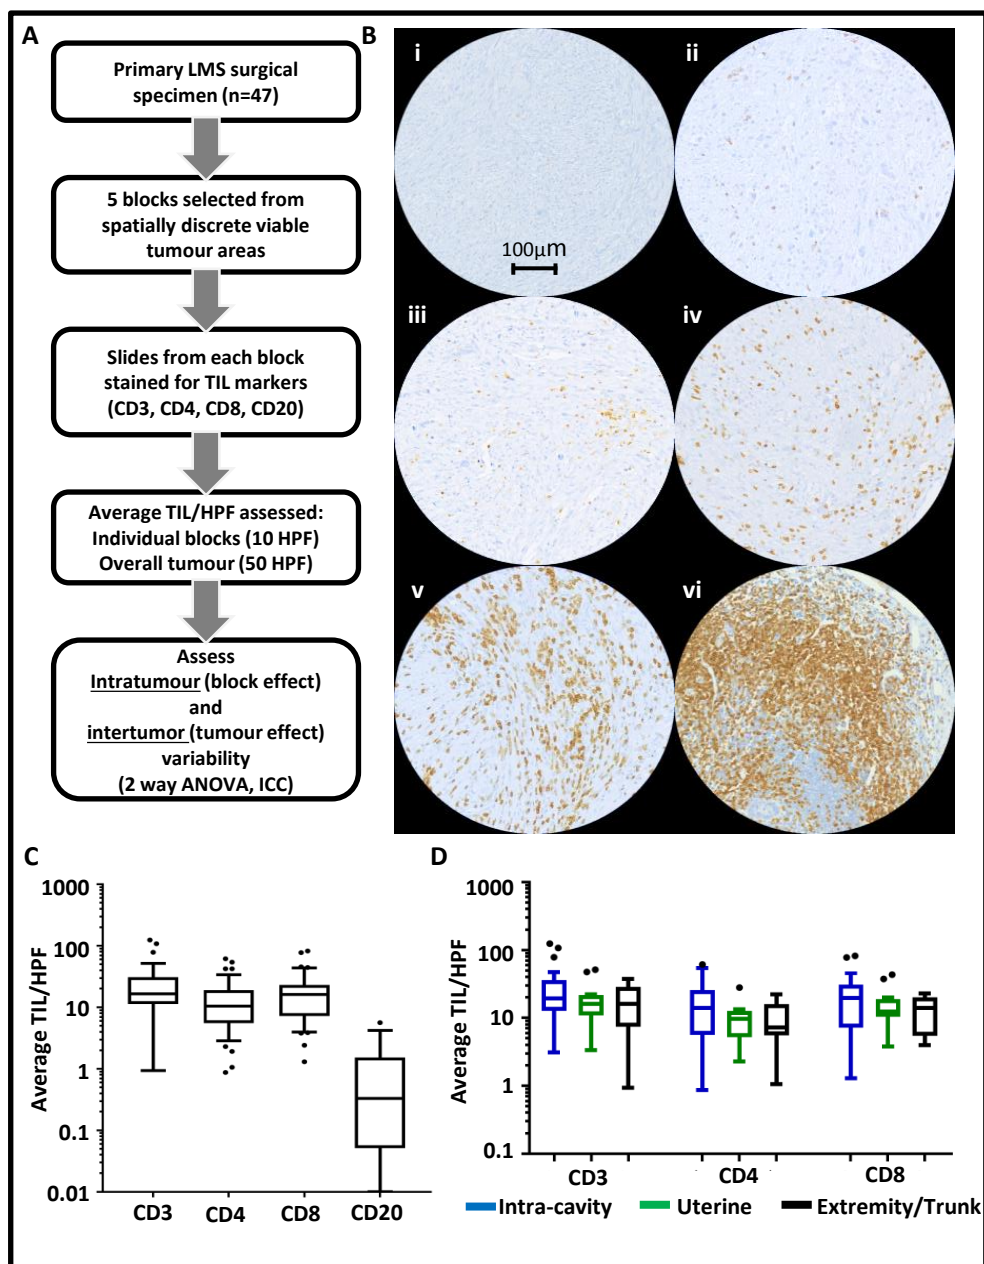 A
Primary LMS surgical
specimen (n=47)
5 blocks selected from
spatially discrete viable
tumour areas
Slides from each block
stained for TIL markers
(CD3, CD4, CD8, CD20)
Average TIL/HPF assessed:
Individual blocks (10 HPF)
Overall tumour (50 HPF)
Assess
Intratumour (block effect)
and
intertumor (tumour effect)
variability
(2 way ANOVA, ICC)
B
i
ii
100µm
iii
iv
v
vi
C
Average TIL/HPF
1000
100
10
1
0.1
0.01
CD3
CD4
CD8
CD20
D
Average TIL/HPF
1000
100
10
1
0.1
CD3
CD4
CD8
Intra-cavity
Uterine
Extremity/Trunk